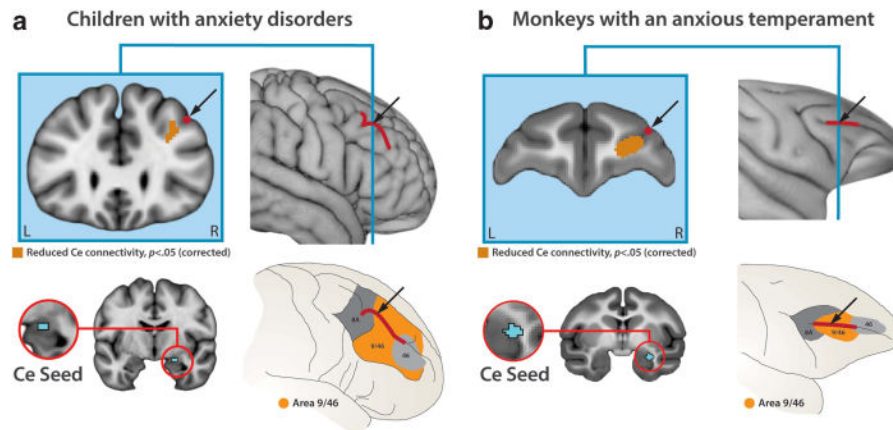 a Children with anxiety disorders
L R
Reduced Ce connectivity, p<.05 (corrected)
Ce Seed
8A
9/46
46
Area 9/46
b Monkeys with an anxious temperament
L R
Reduced Ce connectivity, p<.05 (corrected)
Ce Seed
8A
9/46
46
Area 9/46